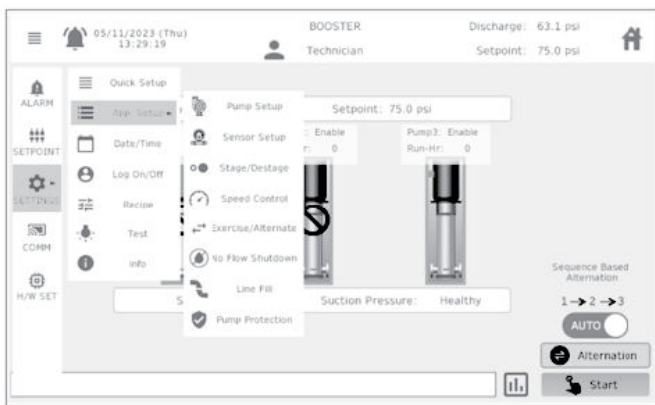 05/11/2023 (Thu)
13:29:19
BOOSTER
Technician
Discharge: 63.1 psi
Setpoint: 75.0 psi
ALARM
SETPOINT
SETTINGS
COMM
H/W SET
Quick Setup
App Setup
Date/Time
Log On/Off
Recipe
Test
Info
Pump Setup
Sensor Setup
Stage/Destage
Speed Control
Exercise/Alternate
No Flow Shutdown
Line Fill
Pump Protection
Setpoint: 75.0 psi
: Enable
r: 0
Pump3: Enable
Run-Hr: 0
S
Suction Pressure: Healthy
Sequence Based
Alternation
1 → 2 → 3
AUTO
Alternation
Start